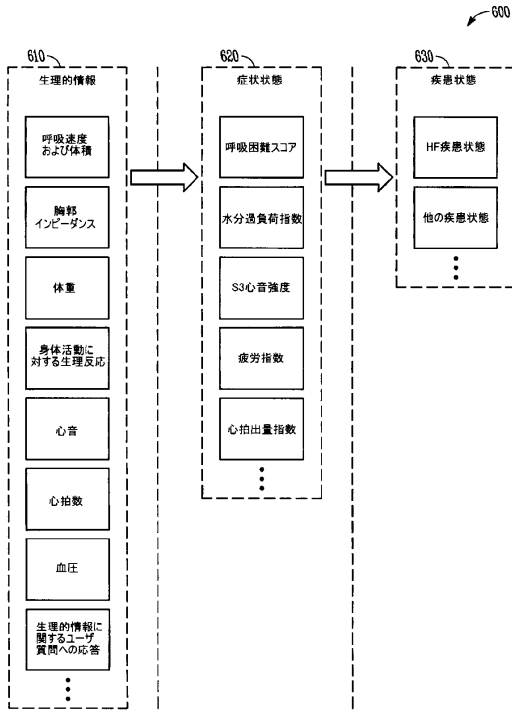 600
610
生理的情報
呼吸速度
および体積
胸郭
インピーダンス
体重
身体活動に
対する生理反応
心音
心拍数
血圧
生理的情報に
関するユーザ
質問への応答
620
症状状態
呼吸困難スコア
水分過負荷指数
S3心音強度
疲労指数
心拍出量指数
630
疾患状態
HF疾患状態
他の疾患状態